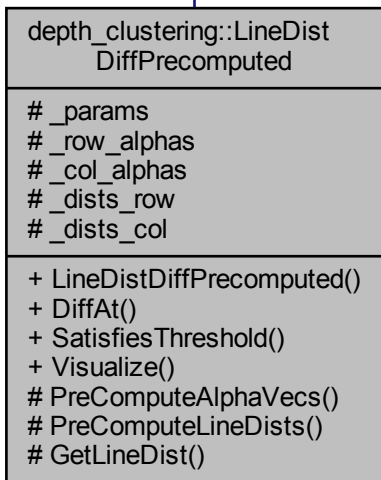 depth_clustering::LineDist
DiffPrecomputed
# _params
# _row_alphas
# _col_alphas
# _dists_row
# _dists_col
+ LineDistDiffPrecomputed()
+ DiffAt()
+ SatisfiesThreshold()
+ Visualize()
# PreComputeAlphaVecs()
# PreComputeLineDists()
# GetLineDist()